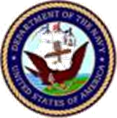 DEPARTMENT OF THE NAVY
UNITED STATES OF AMERICA